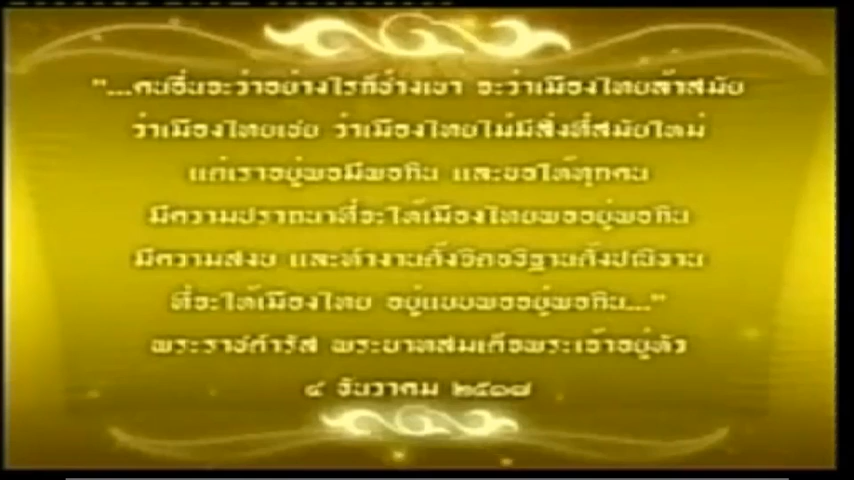 "...คนอื่นจะว่าอย่างไรก็ช่างเขา จะว่าเมืองไทยล้าสมัย
ว่าเมืองไทยเชย ว่าเมืองไทยไม่มีสิ่งที่สมัยใหม่
แต่เราอยู่พอมีพอกิน และขอให้ทุกคน
มีความปรารถนาที่จะให้เมืองไทยพออยู่พอกิน
มีความสงบ และทำงานตั้งจิตอธิฐานตั้งปณิธาน
ที่จะให้เมืองไทย อยู่แบบพออยู่พอกิน..."
พระราชดำรัส พระบาทสมเด็จพระเจ้าอยู่หัว
๔ ธันวาคม ๒๕๑๗